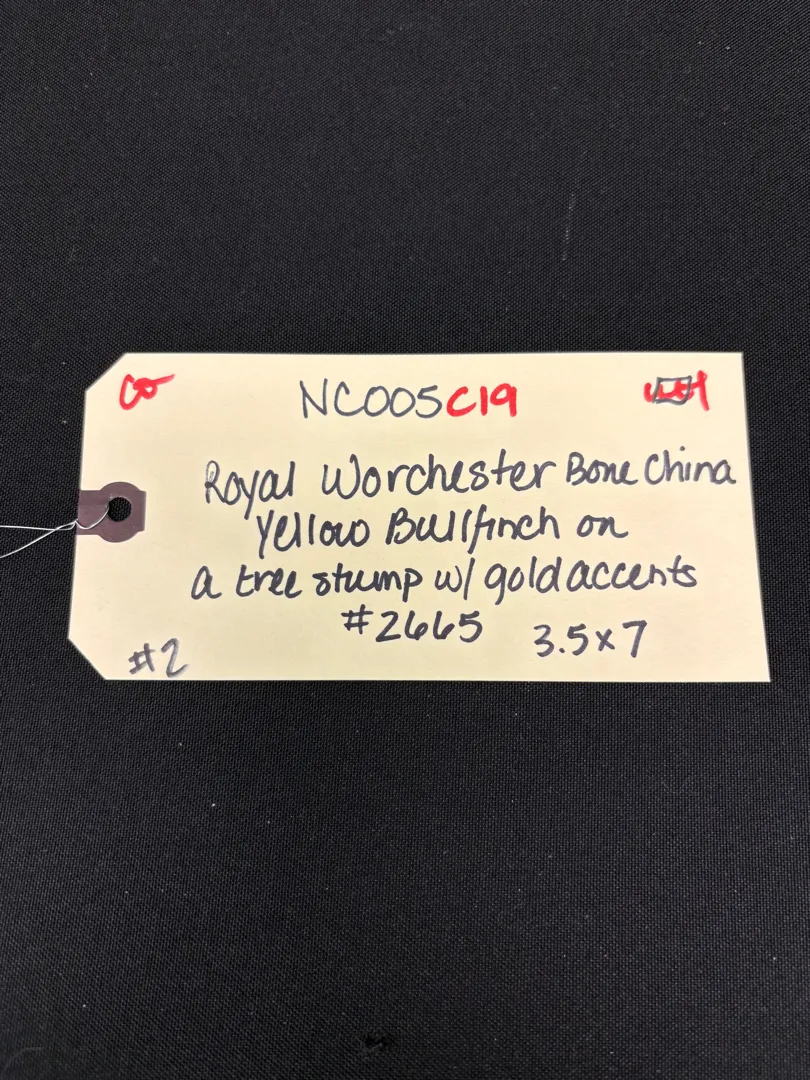 NC005C19
Royal Worchester Bone China
Yellow Bullfinch on
a tree stump w/ gold accents
#2665 3.5x7
#2